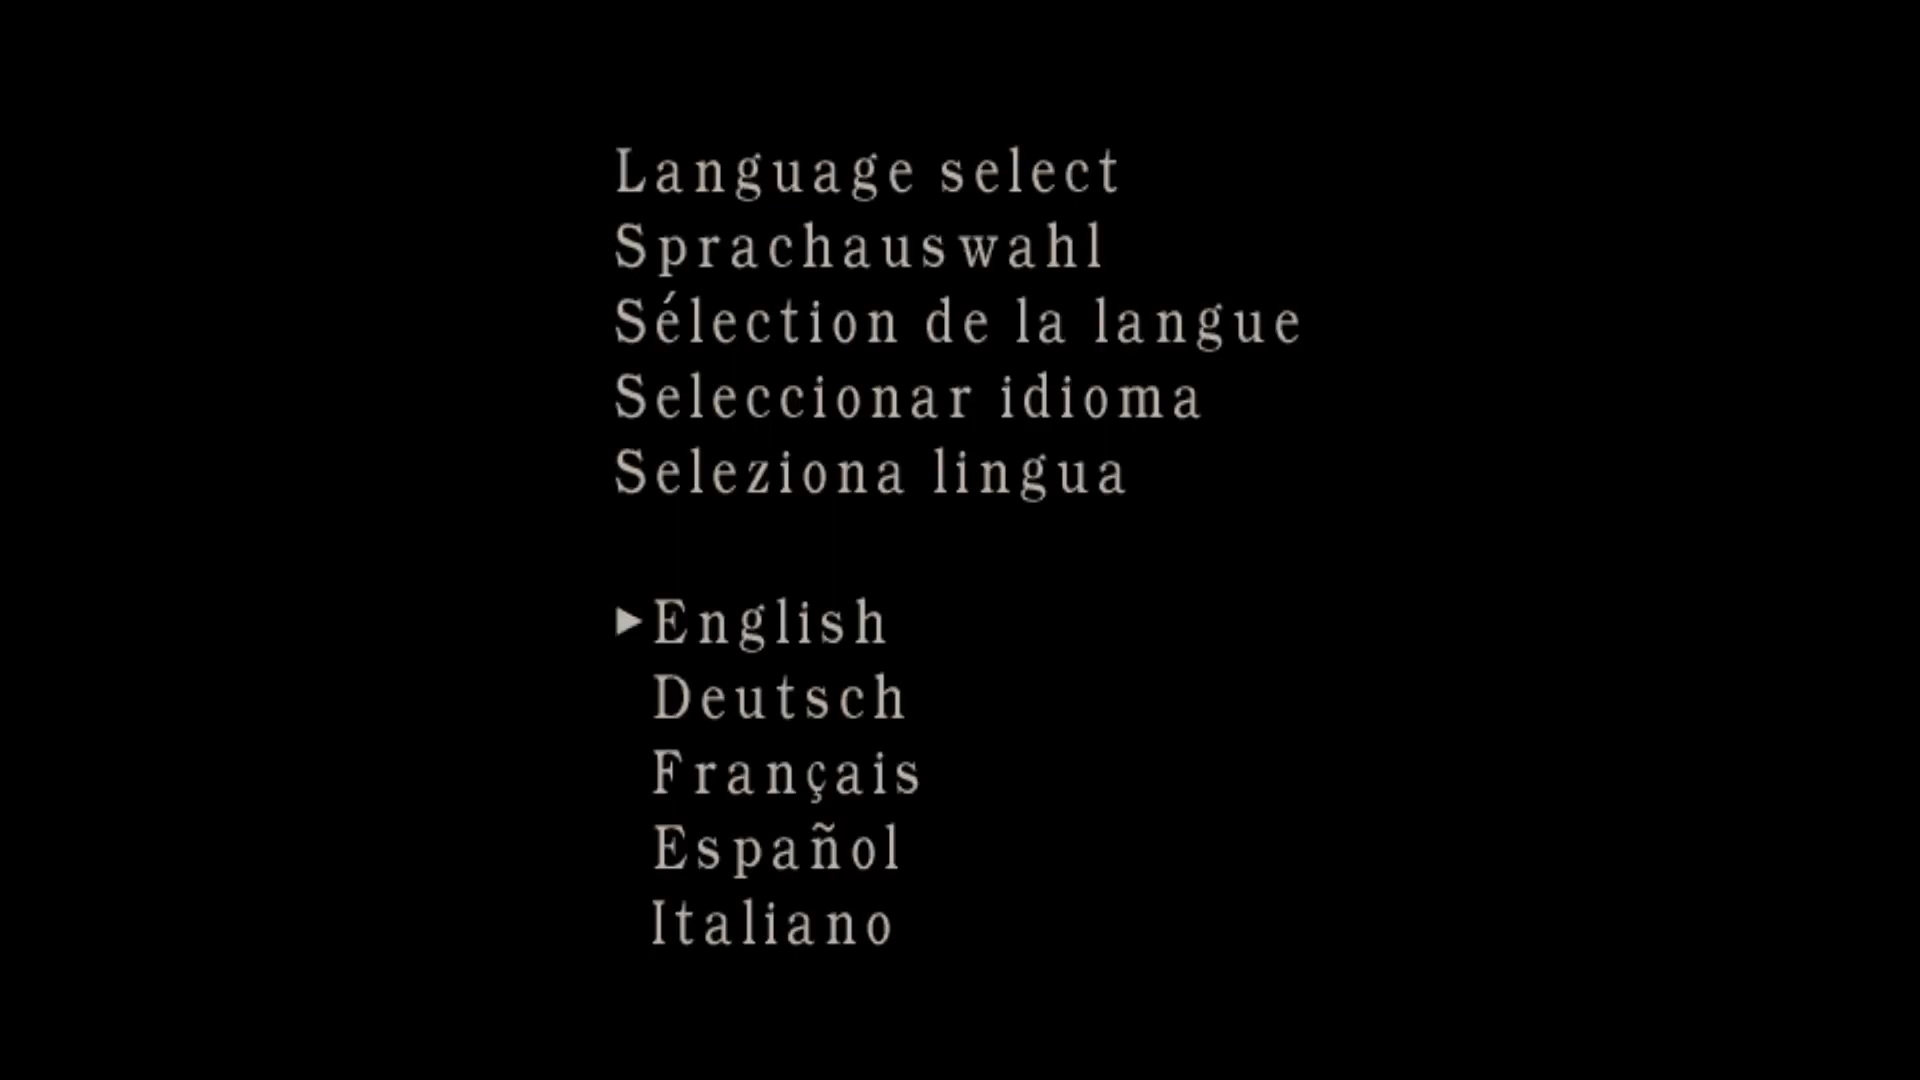 Language select
Sprachauswahl
Sélection de la langue
Seleccionar idioma
Seleziona lingua
▶English
Deutsch
Français
Español
Italiano